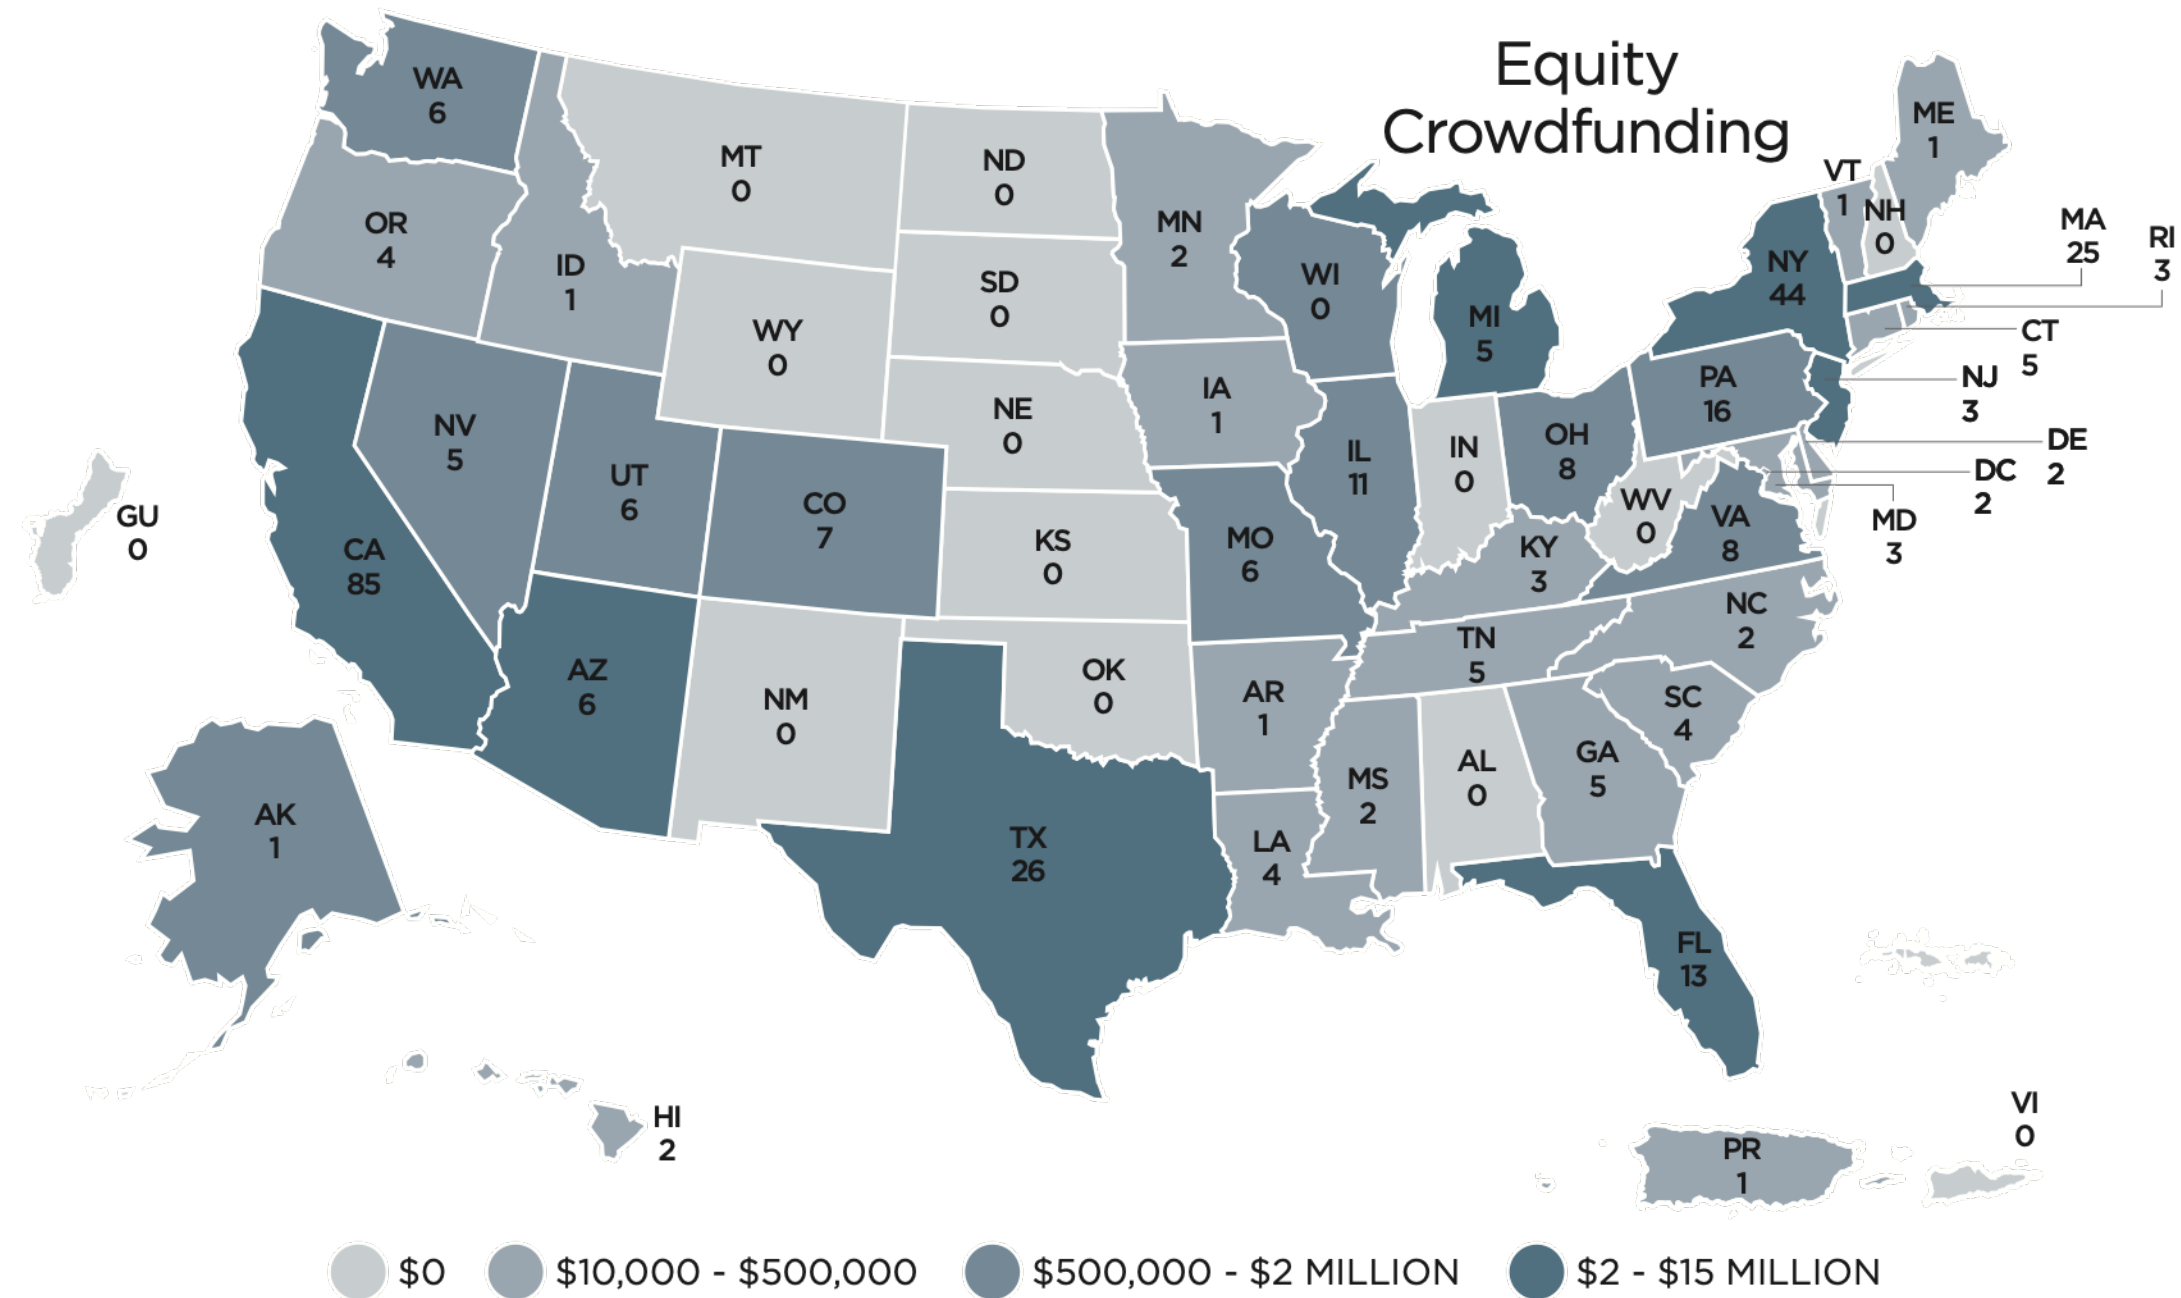 Equity
Crowdfunding
WA
6
OR
4
ID
1
MT
0
ND
0
MN
2
WI
0
MI
5
NY
44
VT
1
NH
0
ME
1
MA
25
RI
3
CT
5
NJ
3
DE
2
DC
2
MD
3
SD
0
WY
0
NE
0
IA
1
IL
11
IN
0
OH
8
PA
16
WV
0
VA
8
KY
3
NC
2
TN
5
SC
4
GA
5
AL
0
MS
2
LA
4
AR
1
MO
6
KS
0
OK
0
TX
26
NM
0
CO
7
UT
6
NV
5
CA
85
AZ
6
GU
0
AK
1
HI
2
FL
13
PR
1
VI
0
$0
$10,000 - $500,000
$500,000 - $2 MILLION
$2 - $15 MILLION